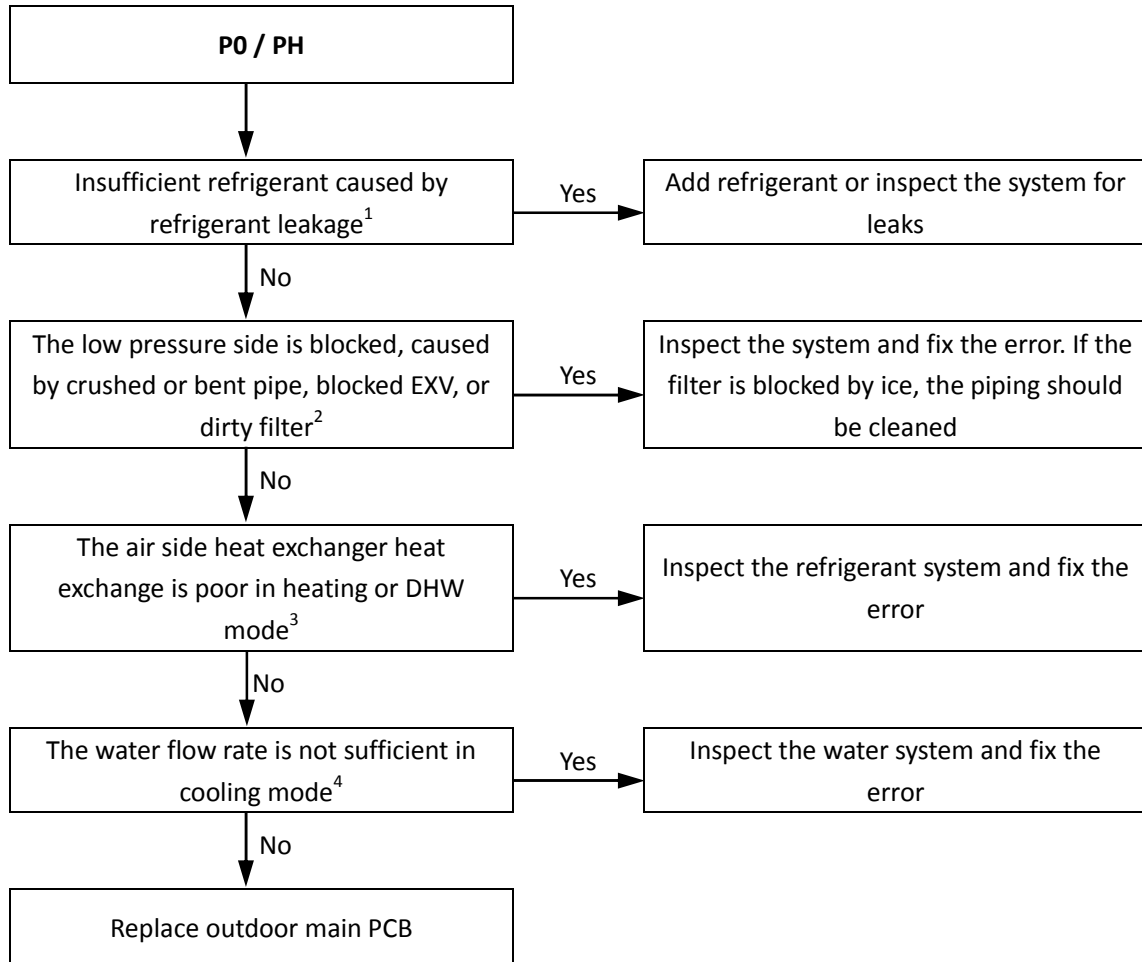 P0 / PH
Insufficient refrigerant caused by
refrigerant leakage1
Yes
Add refrigerant or inspect the system for
leaks
No
The low pressure side is blocked, caused
by crushed or bent pipe, blocked EXV, or
dirty filter2
Yes
Inspect the system and fix the error. If the
filter is blocked by ice, the piping should
be cleaned
No
The air side heat exchanger heat
exchange is poor in heating or DHW
mode3
Yes
Inspect the refrigerant system and fix the
error
No
The water flow rate is not sufficient in
cooling mode4
Yes
Inspect the water system and fix the
error
No
Replace outdoor main PCB